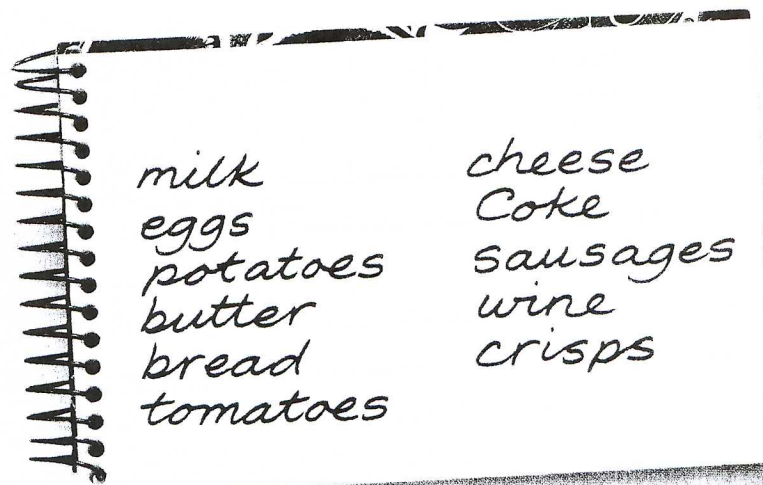 milk
eggs
potatoes
butter
bread
tomatoes
cheese
Coke
sausages
wine
crisps